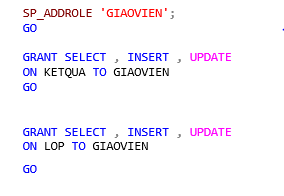 SP_ADDROLE 'GIAOVIEN';
GO
GRANT SELECT , INSERT , UPDATE
ON KETQUA TO GIAOVIEN
GO
GRANT SELECT , INSERT , UPDATE
ON LOP TO GIAOVIEN
GO